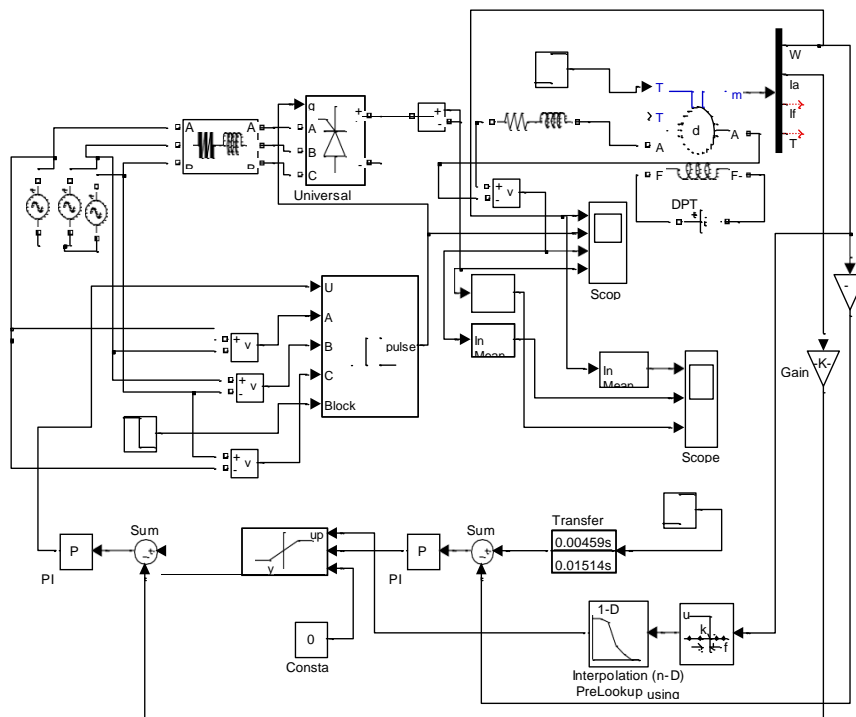 W
Ia
If
T
T
m
T
d
A
A
F
F-
DPT
g
A
B
C
+
-
Universal
A
A
B
B
+
-
+
-
v
Scop
U
A
B
C
Block
pulse
+
-
v
+
-
v
+
-
v
In
Mean
In
Mean
Scope
Gain
-K-
-
Sum
P
PI
up
y
P
PI
Sum
Transfer
0.00459s
0.01514s
0
Consta
1-D
u
k
f
Interpolation (n-D)
PreLookup using